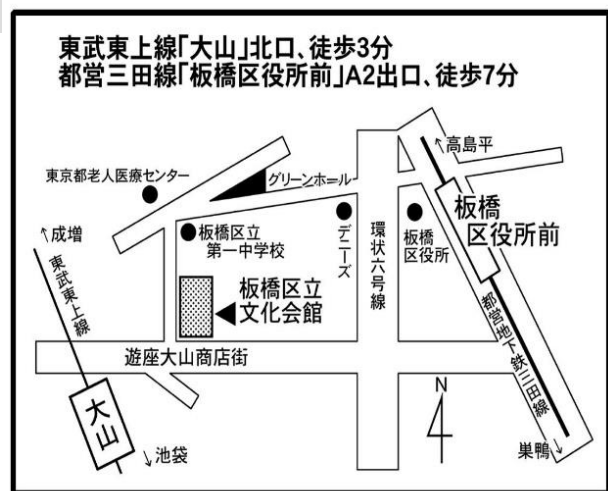 東武東上線「大山」北口、徒歩3分
都営三田線「板橋区役所前」A2出口、徒歩7分
↖高島平
東京都老人医療センター
グリーンホール
板橋区立
第一中学校
デニーズ
環状六号線
板橋
区役所
板橋
区役所前
↖成増
東武東上線
板橋区立
文化会館
都営地下鉄三田線
遊座大山商店街
大山
N
↘池袋
巣鴨↘